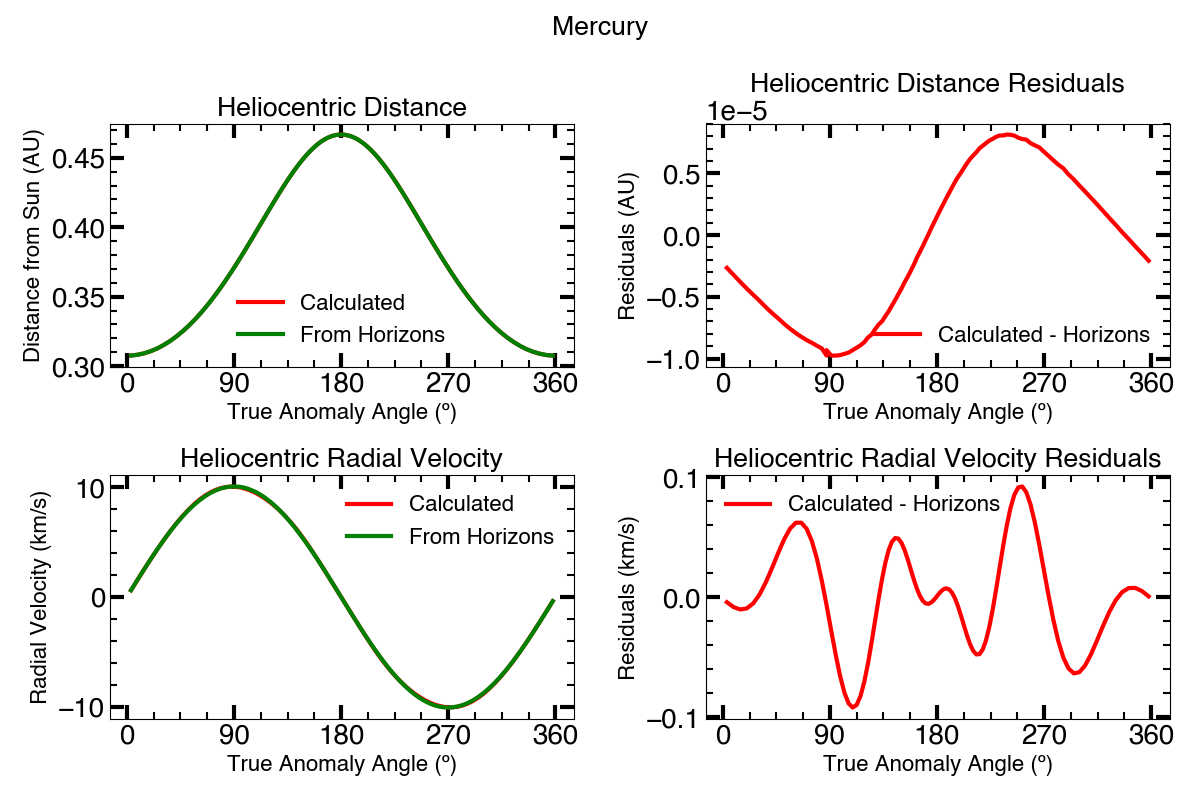 Mercury
Heliocentric Distance
Distance from Sun (AU)
0.45
0.40
0.35
0.30
Calculated
From Horizons
0 90 180 270 360
True Anomaly Angle (º)
Heliocentric Distance Residuals
1e−5
Residuals (AU)
0.5
0.0
−0.5
−1.0
Calculated - Horizons
0 90 180 270 360
True Anomaly Angle (º)
Heliocentric Radial Velocity
Radial Velocity (km/s)
10
0
−10
Calculated
From Horizons
0 90 180 270 360
True Anomaly Angle (º)
Heliocentric Radial Velocity Residuals
Residuals (km/s)
0.1
0.0
−0.1
Calculated - Horizons
0 90 180 270 360
True Anomaly Angle (º)